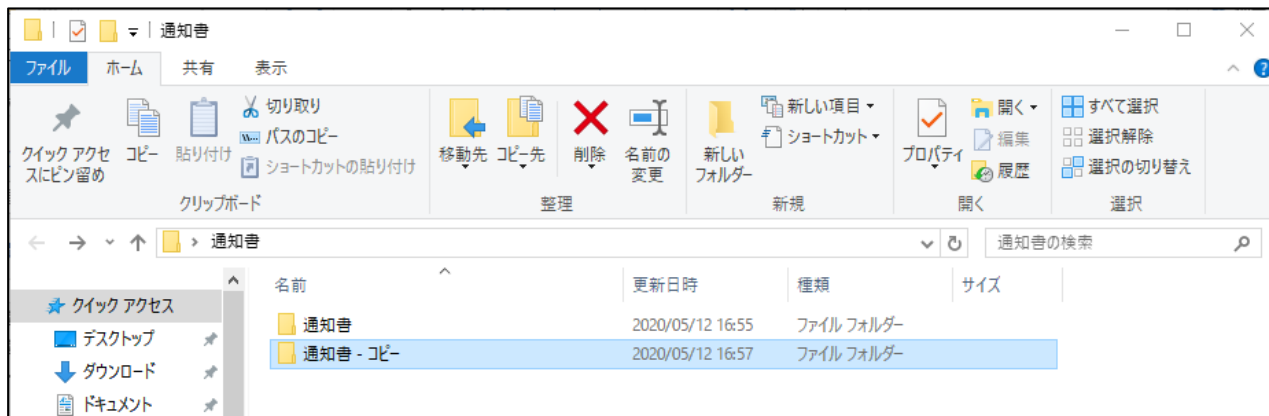 通知書
ファイル ホーム 共有 表示
クイック アクセスにピン留め
コピー
貼り付け
切り取り
パスのコピー
ショートカットの貼り付け
クリップボード
移動先
コピー先
削除
名前の変更
整理
新しいフォルダー
新しい項目
ショートカット
新規
プロパティ
開く
編集
履歴
開く
すべて選択
選択解除
選択の切り替え
選択
通知書
通知書の検索
クイック アクセス
デスクトップ
ダウンロード
ドキュメント
名前 更新日時 種類 サイズ
通知書 2020/05/12 16:55 ファイル フォルダー
通知書 - コピー 2020/05/12 16:57 ファイル フォルダー